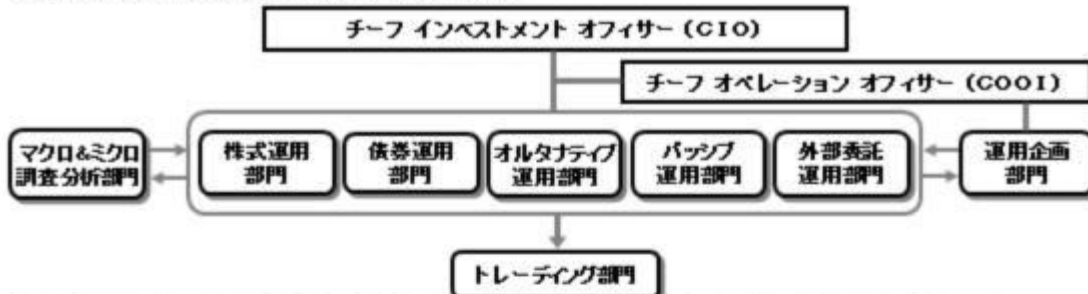 チーフ インベストメント オフィサー (CIO)
チーフ オペレーション オフィサー (COOI)
マクロ&ミクロ
調査分析部門
株式運用
部門
債券運用
部門
オルタナティブ
運用部門
パッシブ
運用部門
外部委託
運用部門
運用企画
部門
トレーディング部門